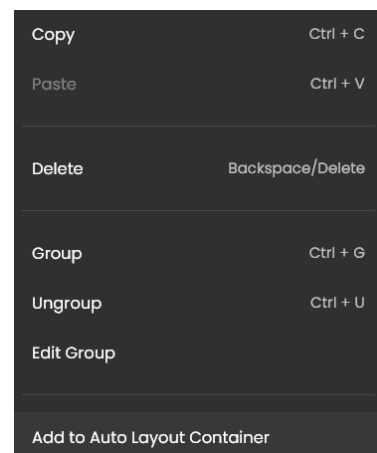 Copy Ctrl + C
Paste Ctrl + V
Delete Backspace/Delete
Group Ctrl + G
Ungroup Ctrl + U
Edit Group
Add to Auto Layout Container